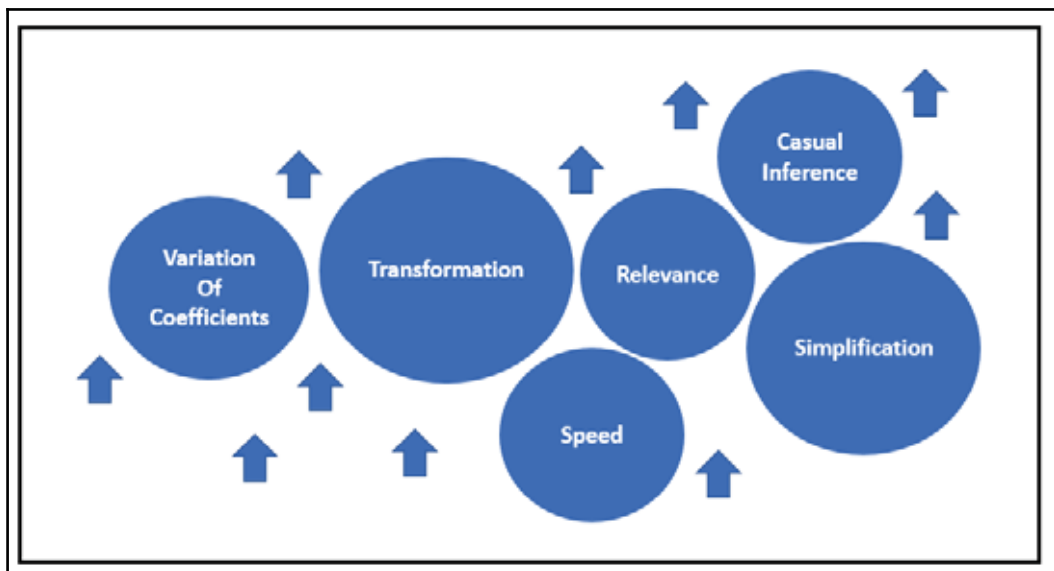 Variation
Of
Coefficients
Transformation
Relevance
Casual
Inference
Simplification
Speed